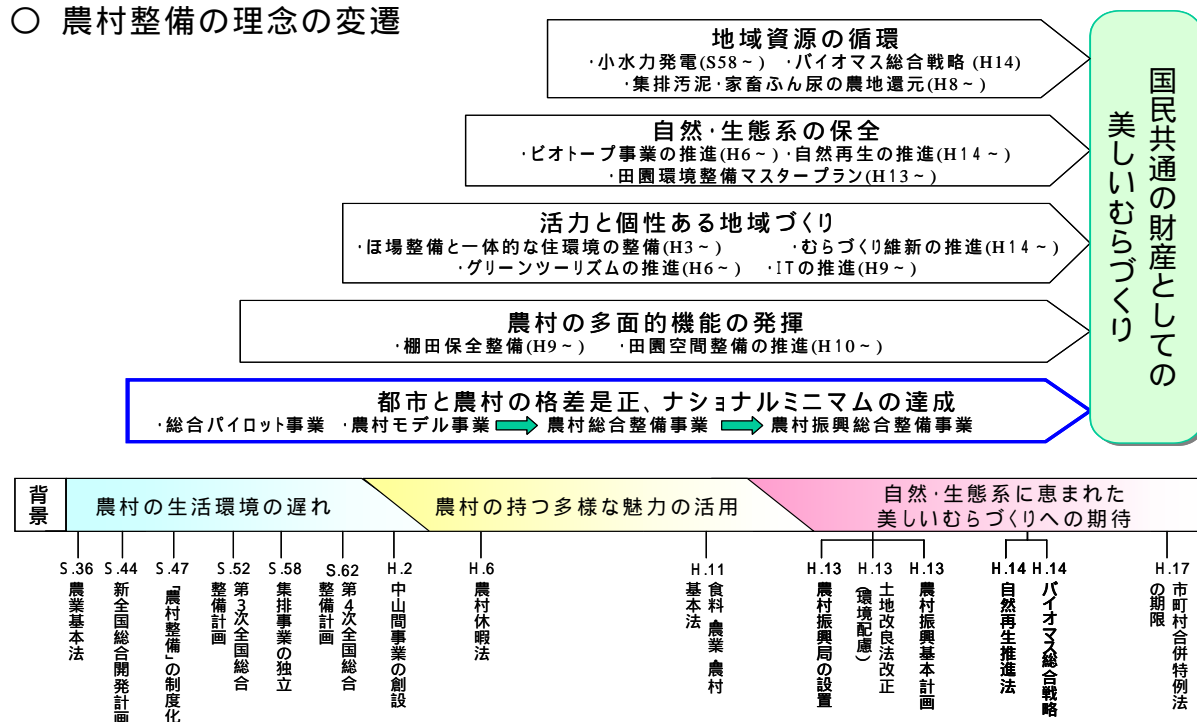 ○ 農村整備の理念の変遷
地域資源の循環
･小水力発電(S58～) ･バイオマス総合戦略(H14)
･集排汚泥･家畜ふん尿の農地還元(H8～)
自然･生態系の保全
･ビオトープ事業の推進(H6～)･自然再生の推進(H14～)
･田園環境整備マスタープラン(H13～)
活力と個性ある地域づくり
･ほ場整備と一体的な住環境の整備(H3～) ･むらづくり維新の推進(H14～)
･グリーンツーリズムの推進(H6～) ･ITの推進(H9～)
農村の多面的機能の発揮
･棚田保全整備(H9～) ･田園空間整備の推進(H10～)
都市と農村の格差是正、ナショナルミニマムの達成
･総合パイロット事業 ･農村モデル事業 農村総合整備事業 農村振興総合整備事業
国民共通の財産としての
美しいむらづくり
背景
農村の生活環境の遅れ
農村の持つ多様な魅力の活用
自然･生態系に恵まれた
美しいむらづくりへの期待
S.36
農業基本法
S.44
新全国総合開発計画
S.47
「農村整備」の制度化
S.52
第3次全国総合
整備計画
S.58
集排事業の独立
S.62
第4次全国総合
整備計画
H.2
中山間事業の創設
H.6
農村休暇法
H.11
食料･農業･農村
基本法
H.13
農村振興局の設置
H.13
土地改良法改正
(環境配慮)
H.13
農村振興基本計画
H.14
自然再生推進法
H.14
バイオマス総合戦略
H.17
市町村合併特例法
の期限